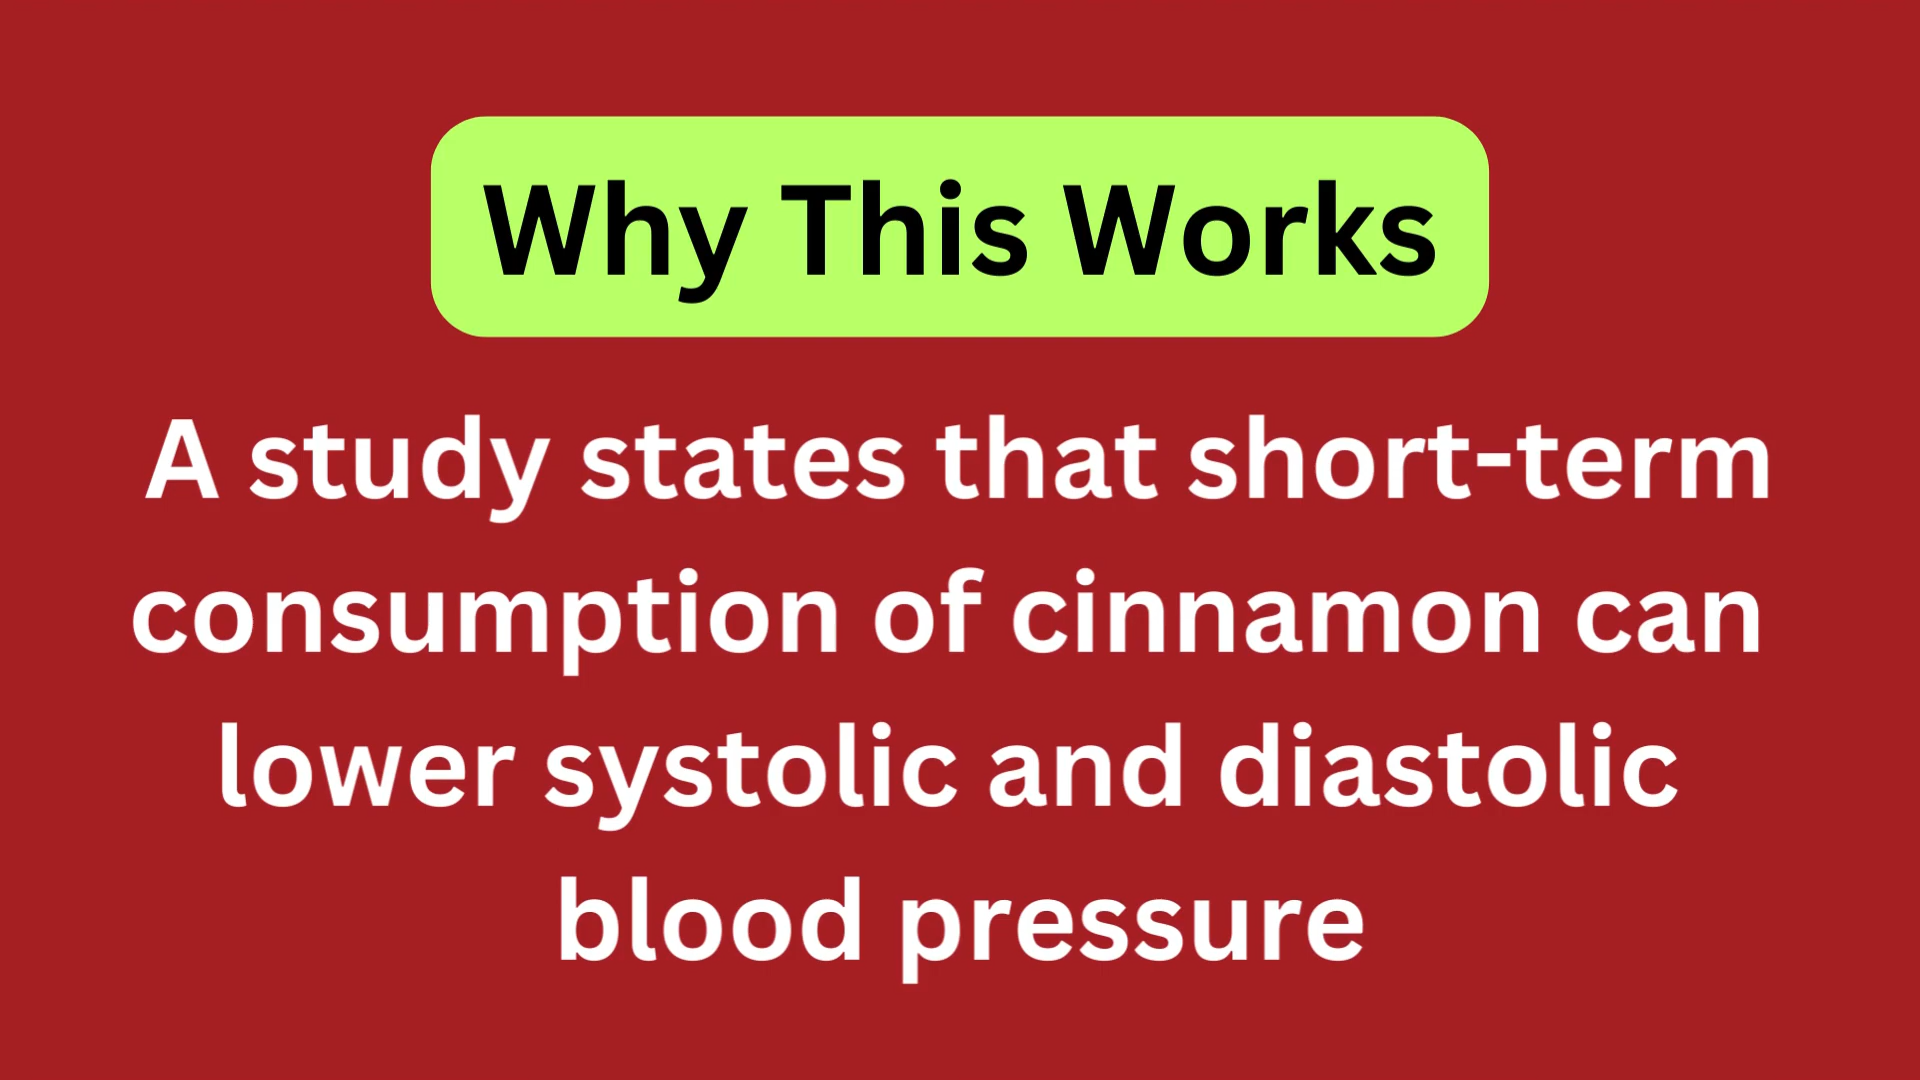 Why This Works
A study states that short-term
consumption of cinnamon can
lower systolic and diastolic
blood pressure